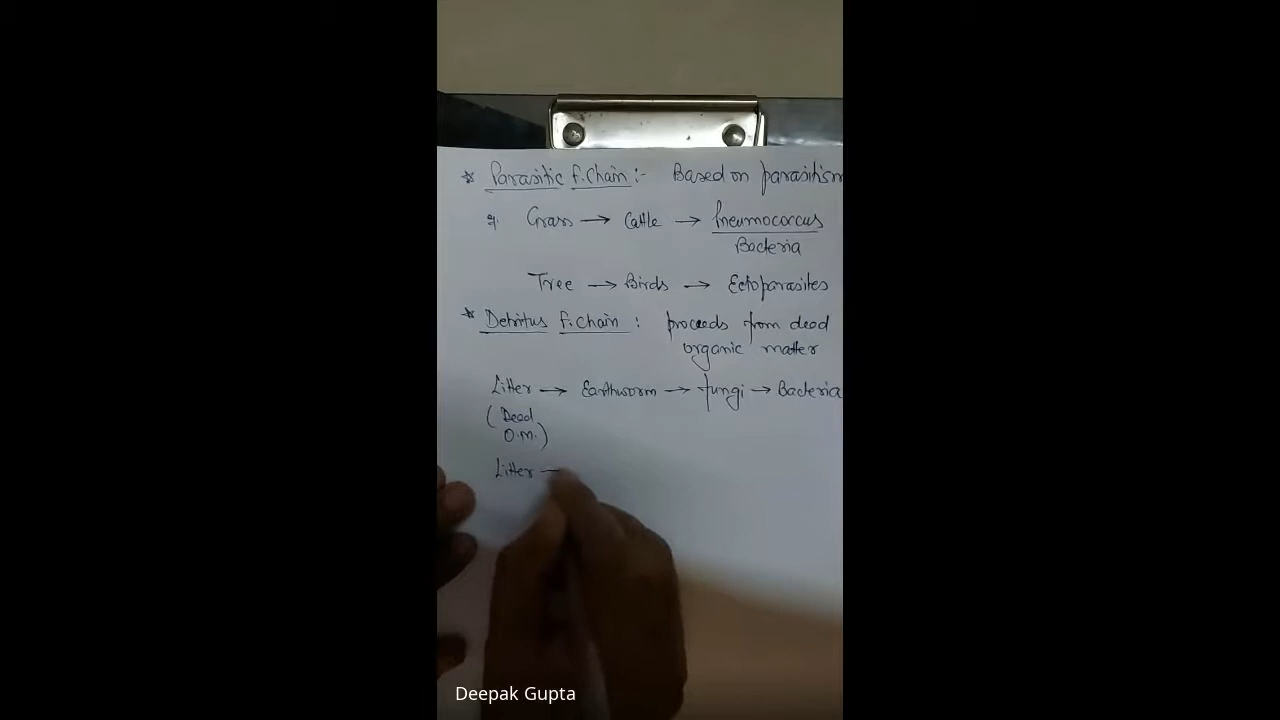 * Parasitic f. Chain :- Based on parasitism
eg. Grass → Cattle → Pneumococcus
Bacteria
Tree → Birds → Ectoparasites
* Detritus f. Chain : proceeds from dead
organic matter
Litter → Earthworm → fungi → Bacteria
(Dead
O.M.)
Litter —
Deepak Gupta